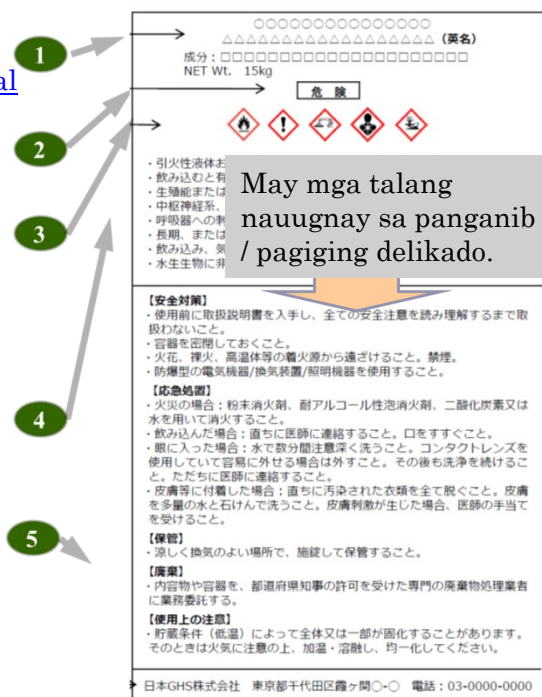 ○○○○○○○○○○○○○○○
△△△△△△△△△△△△△△△△△△ (英名)
成分：□□□□□□□□□□□□□□□□□□□□□□
NET Wt. 15kg
1
al
危 険
2
3
・引火性液体お
・飲み込むと有
・生殖能または
・中枢神経系、
・呼吸器への刺
・長期、または
・飲み込み、気
・水生生物に非
May mga talang
nauugnay sa panganib
/ pagiging delikado.
【安全対策】
・使用前に取扱説明書を入手し、全ての安全注意を読み理解するまで取
扱わないこと。
・容器を密閉しておくこと。
・火花、裸火、高温体等の着火源から遠ざけること。禁煙。
・防爆型の電気機器/換気装置/照明機器を使用すること。
【応急処置】
・火災の場合：粉末消火剤、耐アルコール性泡消火剤、二酸化炭素又は
水を用いて消火すること。
・飲み込んだ場合：直ちに医師に連絡すること。口をすすぐこと。
・眼に入った場合：水で数分間注意深く洗うこと。コンタクトレンズを
使用していて容易に外せる場合は外すこと。その後も洗浄を続けるこ
と、ただちに医師に連絡すること。
・皮膚等に付着した場合：直ちに汚染された衣類を全て脱ぐこと。皮膚
を多量の水と石けんで洗うこと。皮膚刺激が生じた場合、医師の手当て
を受けること。
4
【保管】
・涼しく換気のよい場所で、施錠して保管すること。
5
【廃棄】
・内容物や容器を、都道府県知事の許可を受けた専門の廃棄物処理業者
に業務委託する。
【使用上の注意】
・貯蔵条件（低温）によって全体又は一部が固化することがあります。
そのときは火気に注意の上、加温・溶融し、均一化してください。
日本GHS株式会社 東京都千代田区霞ヶ関○-○ 電話：03-0000-0000